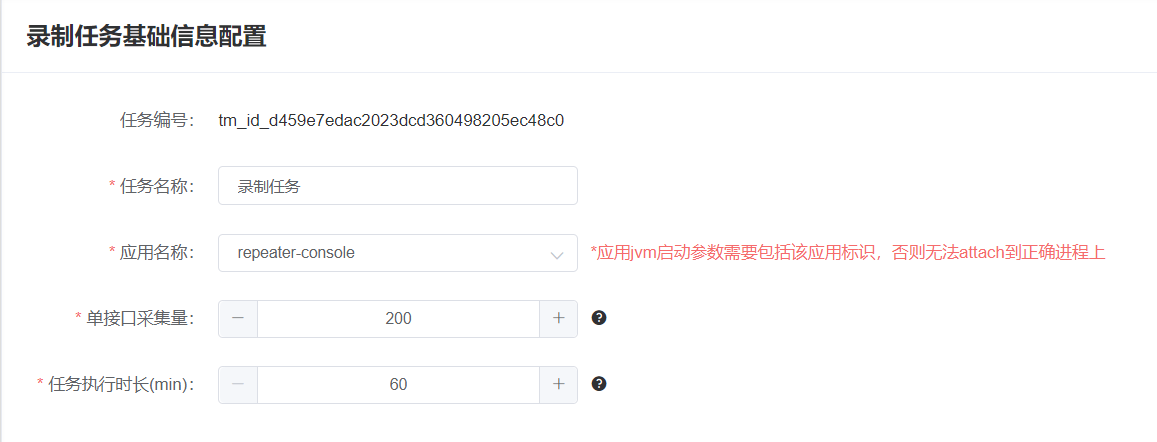 录制任务基础信息配置
任务编号： tm_id_d459e7edac2023dcd360498205ec48c0
* 任务名称： 录制任务
* 应用名称： repeater-console *应用jvm启动参数需要包括该应用标识，否则无法attach到正确进程上
* 单接口采集量： － 200 + ?
* 任务执行时长(min)： － 60 + ?